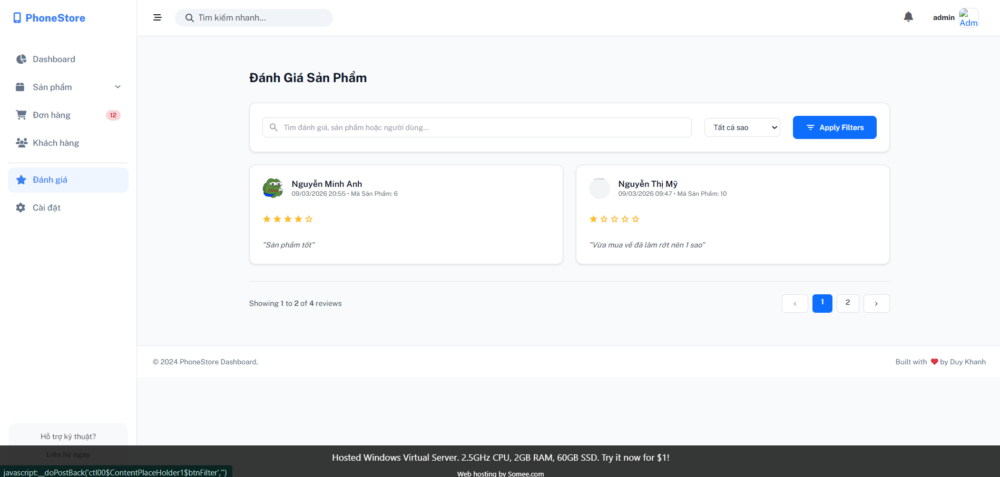 PhoneStore
Tìm kiếm nhanh...
admin
Adm
Dashboard
Sản phẩm
Đơn hàng 12
Khách hàng
Đánh giá
Cài đặt
Đánh Giá Sản Phẩm
Tìm đánh giá, sản phẩm hoặc người dùng...
Tất cả sao
Apply Filters
Nguyễn Minh Anh
09/03/2026 20:55 • Mã Sản Phẩm: 6
"Sản phẩm tốt"
Nguyễn Thị Mỹ
09/03/2026 09:47 • Mã Sản Phẩm: 10
"Vừa mua về đã làm rớt nên 1 sao"
Showing 1 to 2 of 4 reviews
‹ 1 2 ›
© 2024 PhoneStore Dashboard.
Built with ❤ by Duy Khanh
Hỗ trợ kỹ thuật?
Liên hệ ngay
Hosted Windows Virtual Server. 2.5GHz CPU, 2GB RAM, 60GB SSD. Try it now for $1!
Web hosting by Somee.com
javascript:__doPostBack('ctl00$ContentPlaceHolder1$btnFilter','')